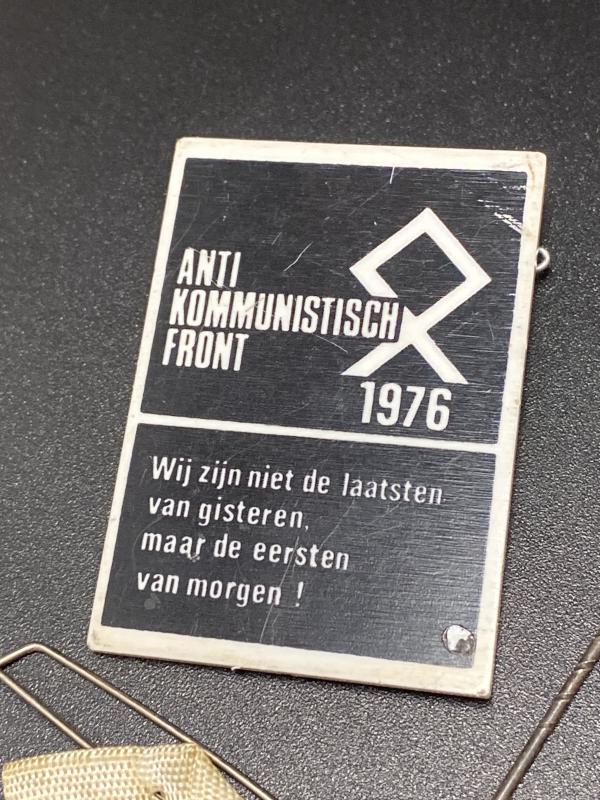 ANTI
KOMMUNISTISCH
FRONT
1976
Wij zijn niet de laatsten
van gisteren,
maar de eersten
van morgen !